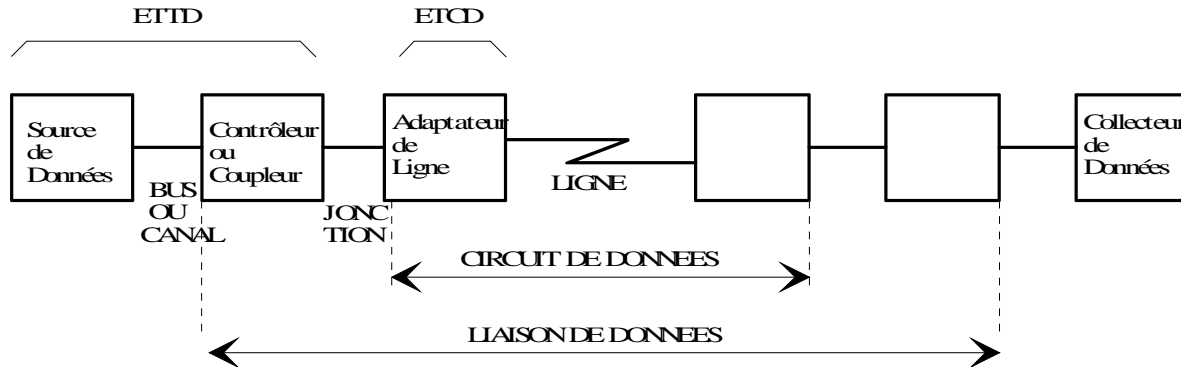 ETTD
ETCD
Source
de
Données
Contrôleur
ou
Coupleur
Adaptateur
de
Ligne
Collecteur
de
Données
BUS
OU
CANAL
JONC
TION
LIGNE
CIRCUIT DE DONNEES
LIAISON DE DONNEES